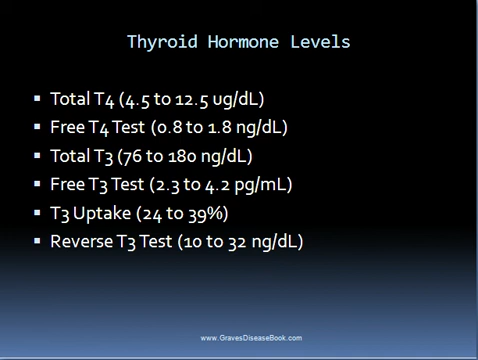 Thyroid Hormone Levels
Total T4 (4.5 to 12.5 ug/dL)
Free T4 Test (0.8 to 1.8 ng/dL)
Total T3 (76 to 180 ng/dL)
Free T3 Test (2.3 to 4.2 pg/mL)
T3 Uptake (24 to 39%)
Reverse T3 Test (10 to 32 ng/dL)
www.GravesDiseaseBook.com